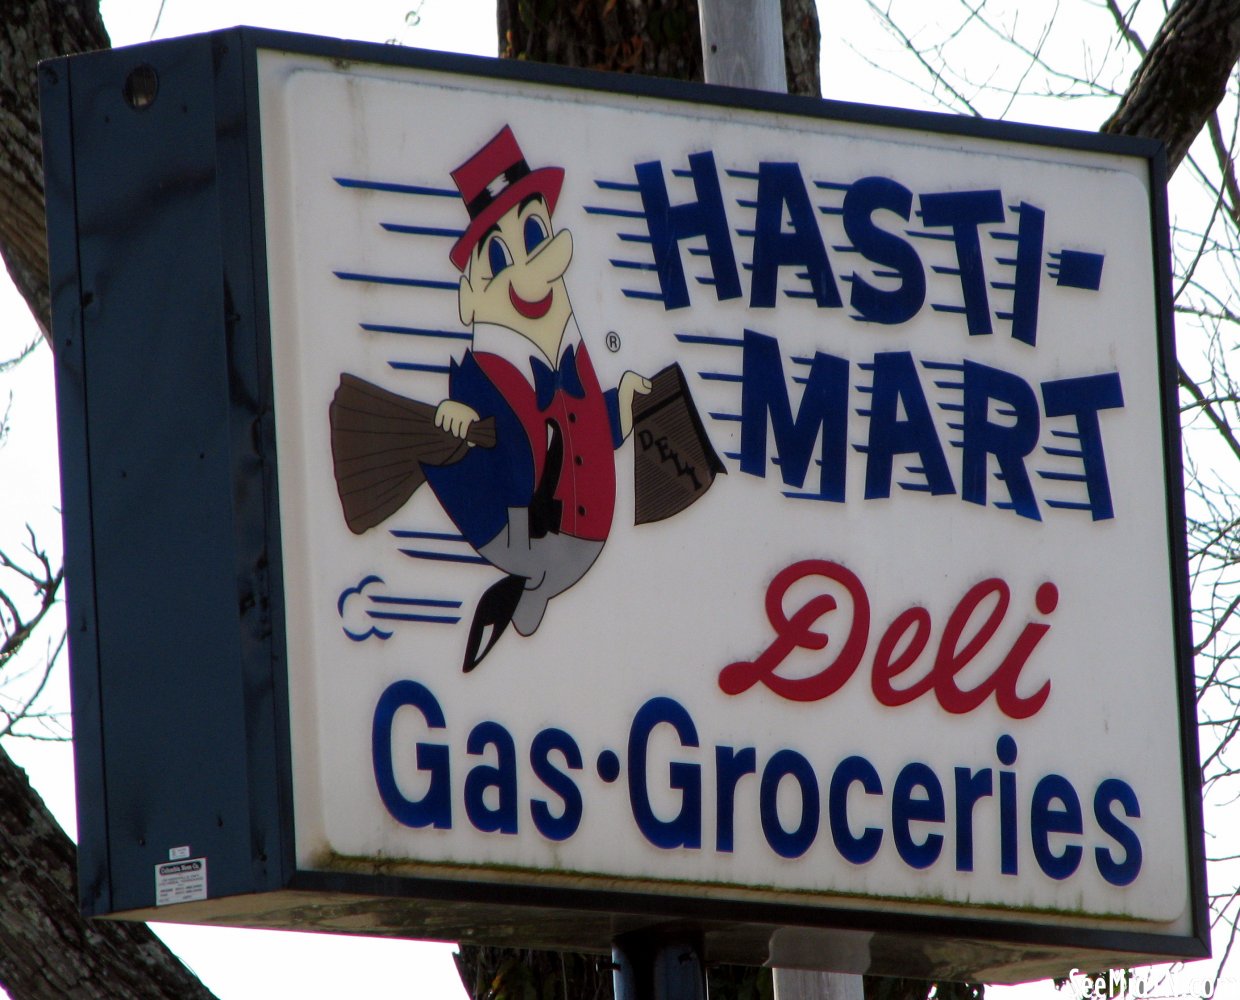 HASTI-
MART
®
DELI
Deli
Gas·Groceries